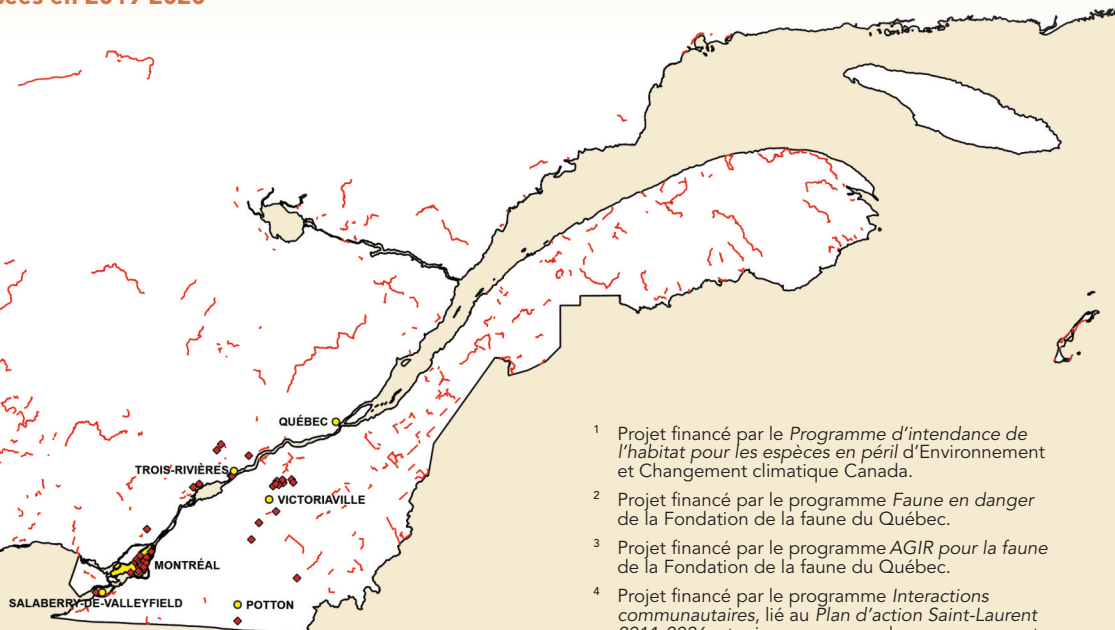 QUÉBEC
TROIS-RIVIÈRES
VICTORIAVILLE
MONTRÉAL
SALABERRY-DE-VALLEYFIELD
POTTON
1 Projet financé par le Programme d'intendance de
l'habitat pour les espèces en péril d'Environnement
et Changement climatique Canada.
2 Projet financé par le programme Faune en danger
de la Fondation de la faune du Québec.
3 Projet financé par le programme AGIR pour la faune
de la Fondation de la faune du Québec.
4 Projet financé par le programme Interactions
communautaires, lié au Plan d'action Saint-Laurent